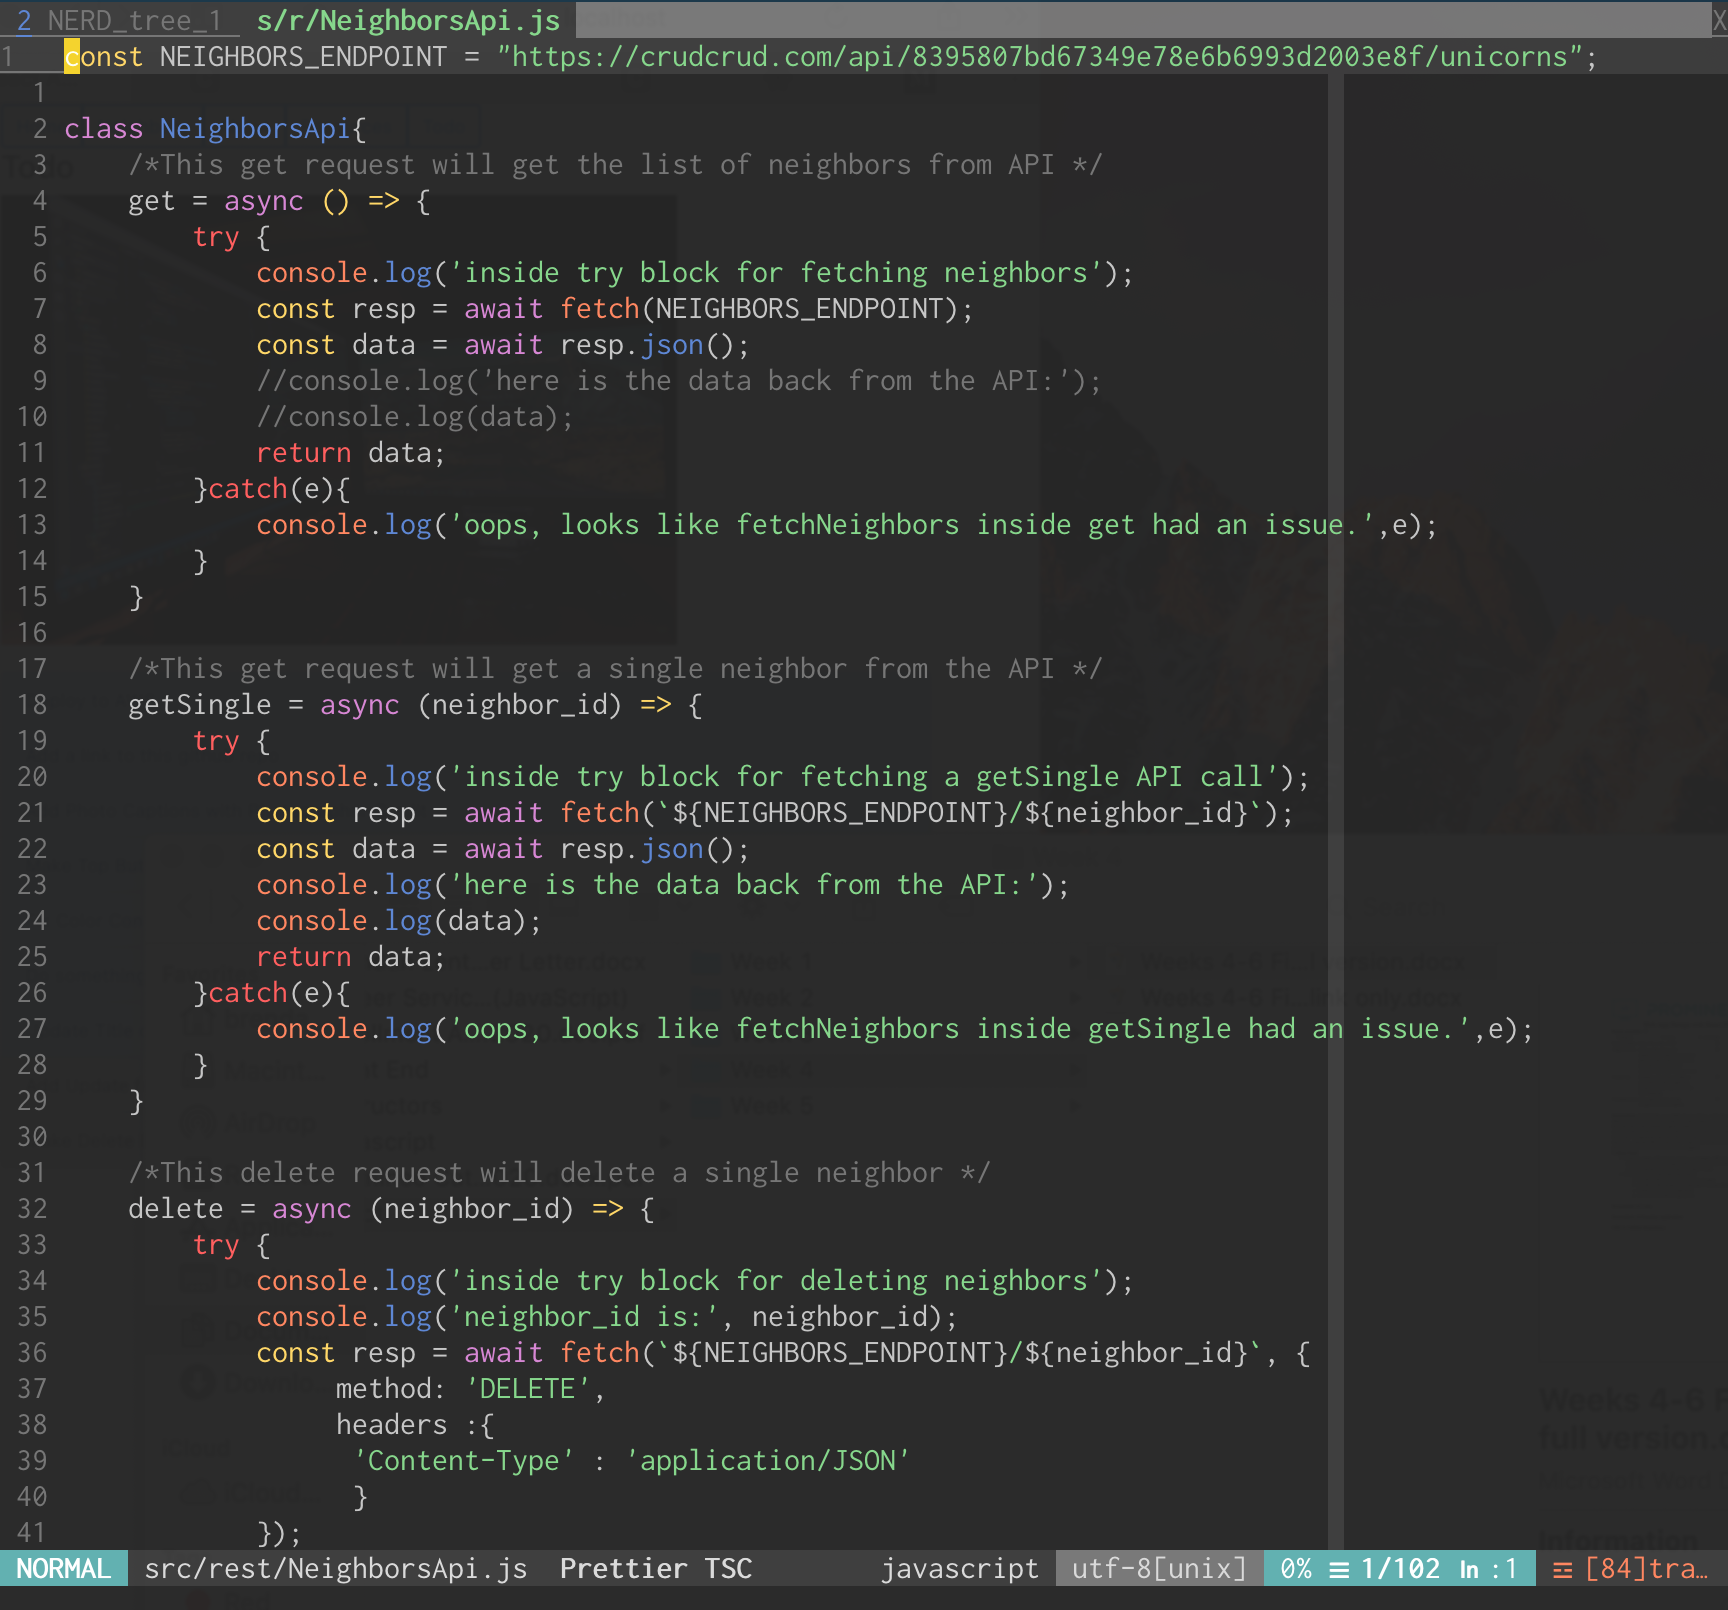 2 NERD_tree_1 s/r/NeighborsApi.js X
1 const NEIGHBORS_ENDPOINT = "https://crudcrud.com/api/8395807bd67349e78e6b6993d2003e8f/unicorns";
1
2 class NeighborsApi{
3 /*This get request will get the list of neighbors from API */
4 get = async () => {
5 try {
6 console.log('inside try block for fetching neighbors');
7 const resp = await fetch(NEIGHBORS_ENDPOINT);
8 const data = await resp.json();
9 //console.log('here is the data back from the API:');
10 //console.log(data);
11 return data;
12 }catch(e){
13 console.log('oops, looks like fetchNeighbors inside get had an issue.',e);
14 }
15 }
16
17 /*This get request will get a single neighbor from the API */
18 getSingle = async (neighbor_id) => {
19 try {
20 console.log('inside try block for fetching a getSingle API call');
21 const resp = await fetch(`${NEIGHBORS_ENDPOINT}/${neighbor_id}`);
22 const data = await resp.json();
23 console.log('here is the data back from the API:');
24 console.log(data);
25 return data;
26 }catch(e){
27 console.log('oops, looks like fetchNeighbors inside getSingle had an issue.',e);
28 }
29 }
30
31 /*This delete request will delete a single neighbor */
32 delete = async (neighbor_id) => {
33 try {
34 console.log('inside try block for deleting neighbors');
35 console.log('neighbor_id is:', neighbor_id);
36 const resp = await fetch(`${NEIGHBORS_ENDPOINT}/${neighbor_id}`, {
37 method: 'DELETE',
38 headers :{
39 'Content-Type' : 'application/JSON'
40 }
41 });
NORMAL src/rest/NeighborsApi.js Prettier TSC javascript utf-8[unix] 0% ☰ 1/102 ln :1 ☲ [84]tra…